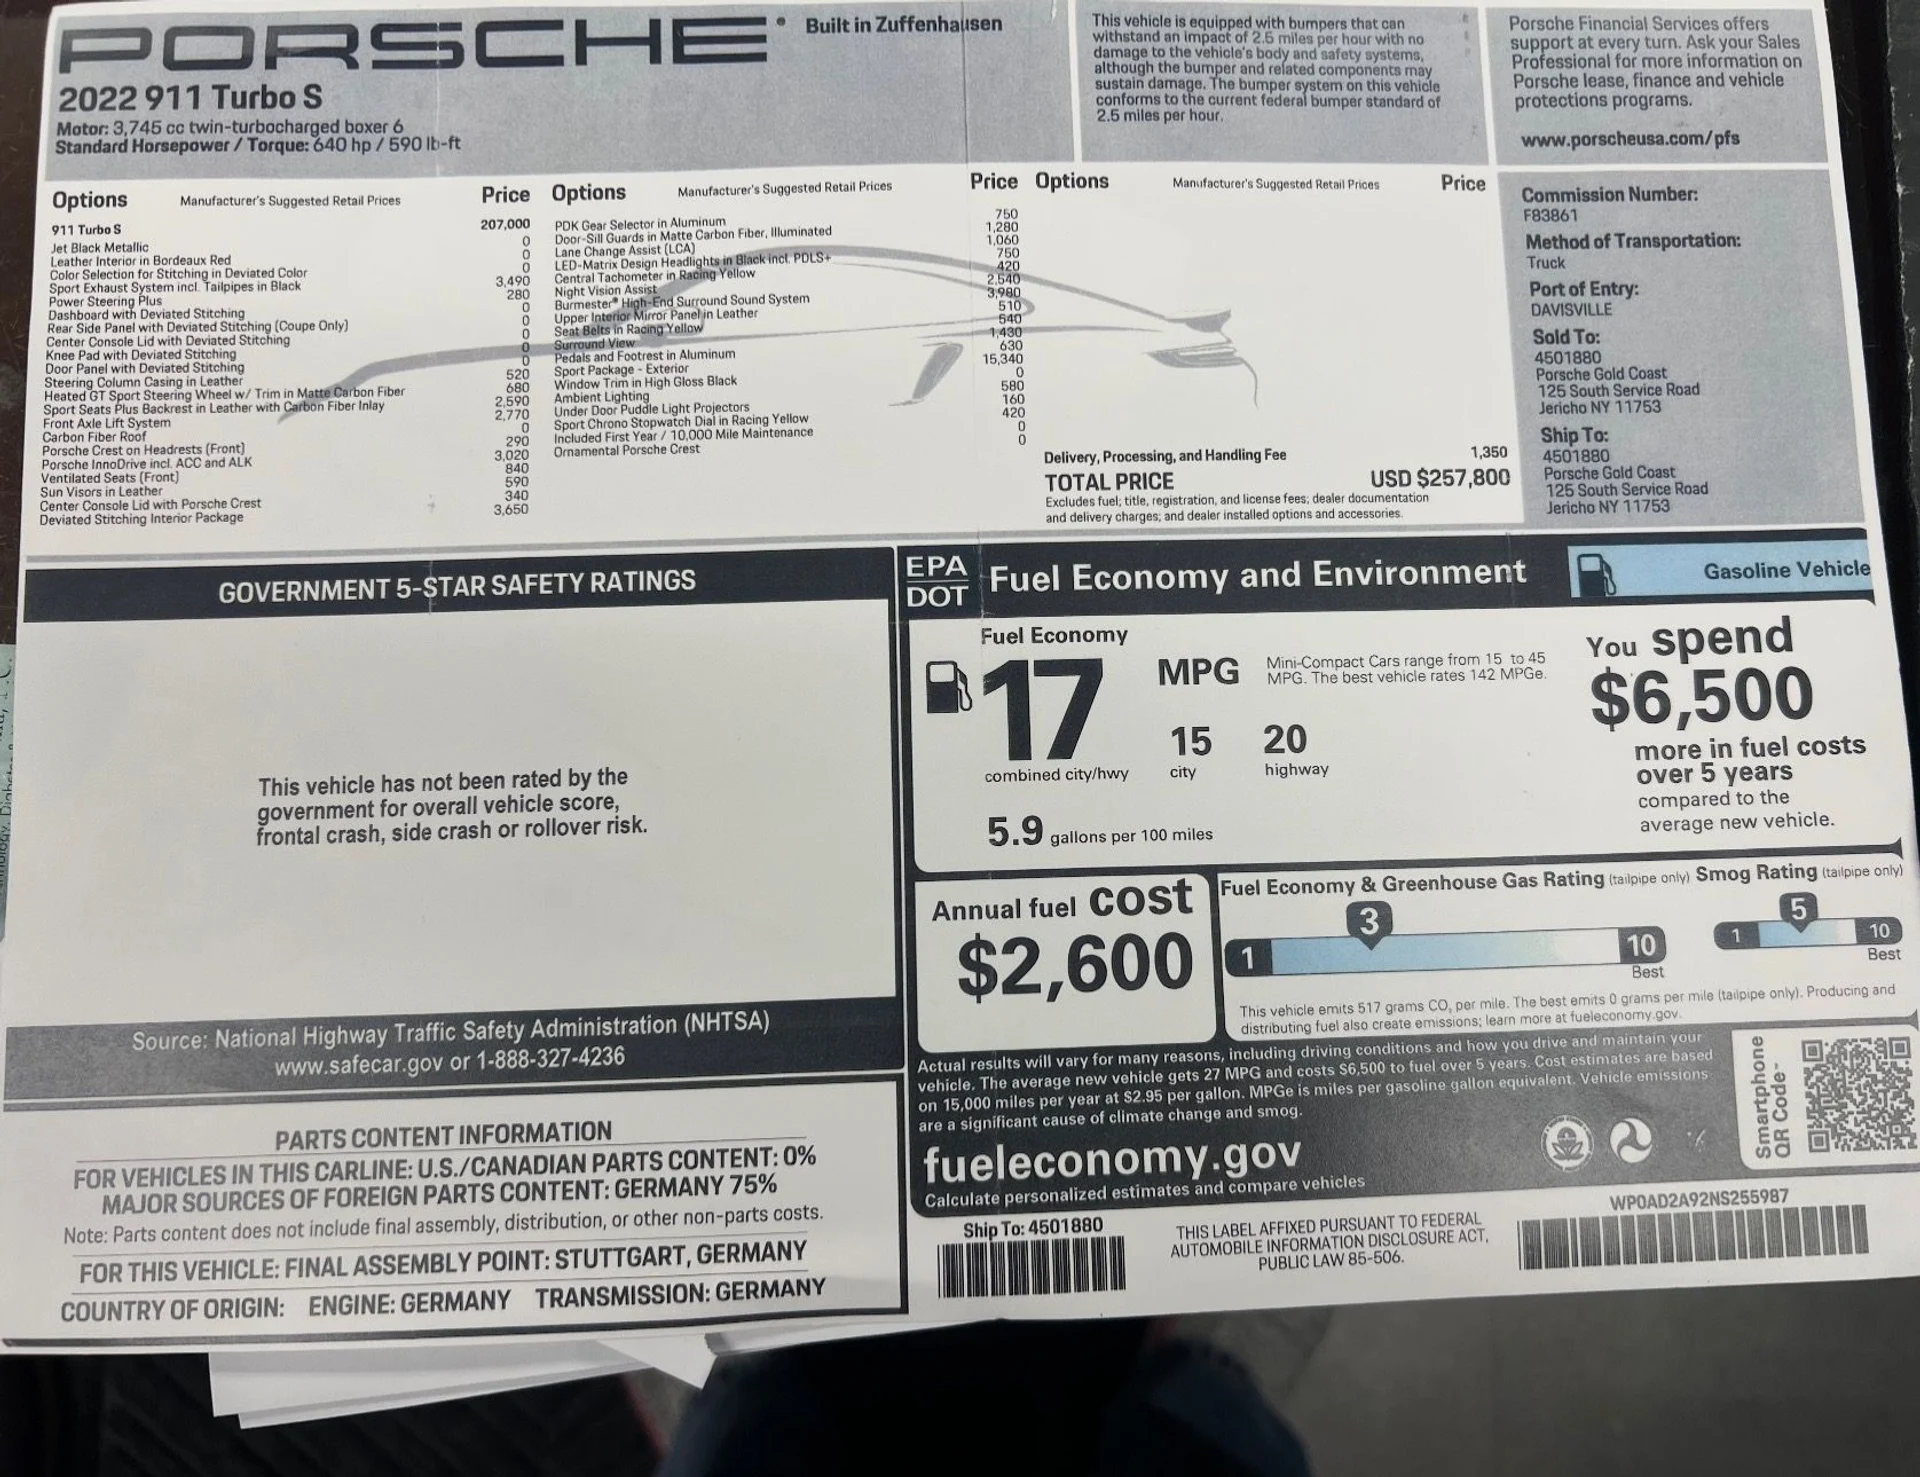 PORSCHE® Built in Zuffenhausen
2022 911 Turbo S
Motor: 3,745 cc twin-turbocharged boxer 6
Standard Horsepower / Torque: 640 hp / 590 lb-ft
This vehicle is equipped with bumpers that can
withstand an impact of 2.5 miles per hour with no
damage to the vehicle's body and safety systems,
although the bumper and related components may
sustain damage. The bumper system on this vehicle
conforms to the current federal bumper standard of
2.5 miles per hour.
Porsche Financial Services offers
support at every turn. Ask your Sales
Professional for more information on
Porsche lease, finance and vehicle
protections programs.
www.porscheusa.com/pfs
Options Manufacturer's Suggested Retail Prices Price
911 Turbo S 207,000
Jet Black Metallic 0
Leather Interior in Bordeaux Red 0
Color Selection for Stitching in Deviated Color 0
Sport Exhaust System incl. Tailpipes in Black 3,490
Power Steering Plus 280
Dashboard with Deviated Stitching 0
Rear Side Panel with Deviated Stitching (Coupe Only) 0
Center Console Lid with Deviated Stitching 0
Knee Pad with Deviated Stitching 0
Door Panel with Deviated Stitching 0
Steering Column Casing in Leather 520
Heated GT Sport Steering Wheel w/ Trim in Matte Carbon Fiber 680
Sport Seats Plus Backrest in Leather with Carbon Fiber Inlay 2,590
Front Axle Lift System 2,770
Carbon Fiber Roof 0
Porsche Crest on Headrests (Front) 290
Porsche InnoDrive incl. ACC and ALK 3,020
Ventilated Seats (Front) 840
Sun Visors in Leather 590
Center Console Lid with Porsche Crest 340
Deviated Stitching Interior Package 3,650
Options Manufacturer's Suggested Retail Prices Price
PDK Gear Selector in Aluminum 750
Door-Sill Guards in Matte Carbon Fiber, Illuminated 1,280
Lane Change Assist (LCA) 1,060
LED-Matrix Design Headlights in Black incl. PDLS+ 750
Central Tachometer in Racing Yellow 420
Night Vision Assist 2,540
Burmester® High-End Surround Sound System 3,980
Upper Interior Mirror Panel in Leather 510
Seat Belts in Racing Yellow 540
Surround View 1,430
Pedals and Footrest in Aluminum 630
Sport Package - Exterior 15,340
Window Trim in High Gloss Black 0
Ambient Lighting 580
Under Door Puddle Light Projectors 160
Sport Chrono Stopwatch Dial in Racing Yellow 420
Included First Year / 10,000 Mile Maintenance 0
Ornamental Porsche Crest 0
0
Options Manufacturer's Suggested Retail Prices Price
Delivery, Processing, and Handling Fee 1,350
TOTAL PRICE USD $257,800
Excludes fuel; title, registration, and license fees; dealer documentation
and delivery charges; and dealer installed options and accessories.
Commission Number:
F83861
Method of Transportation:
Truck
Port of Entry:
DAVISVILLE
Sold To:
4501880
Porsche Gold Coast
125 South Service Road
Jericho NY 11753
Ship To:
4501880
Porsche Gold Coast
125 South Service Road
Jericho NY 11753
GOVERNMENT 5-STAR SAFETY RATINGS
This vehicle has not been rated by the
government for overall vehicle score,
frontal crash, side crash or rollover risk.
Source: National Highway Traffic Safety Administration (NHTSA)
www.safecar.gov or 1-888-327-4236
PARTS CONTENT INFORMATION
FOR VEHICLES IN THIS CARLINE: U.S./CANADIAN PARTS CONTENT: 0%
MAJOR SOURCES OF FOREIGN PARTS CONTENT: GERMANY 75%
Note: Parts content does not include final assembly, distribution, or other non-parts costs.
FOR THIS VEHICLE: FINAL ASSEMBLY POINT: STUTTGART, GERMANY
COUNTRY OF ORIGIN: ENGINE: GERMANY TRANSMISSION: GERMANY
EPA
DOT
Fuel Economy and Environment
Gasoline Vehicle
Fuel Economy
17 MPG
Mini-Compact Cars range from 15 to 45
MPG. The best vehicle rates 142 MPGe.
15 20
combined city/hwy city highway
5.9 gallons per 100 miles
You spend
$6,500
more in fuel costs
over 5 years
compared to the
average new vehicle.
Annual fuel cost
$2,600
Fuel Economy & Greenhouse Gas Rating (tailpipe only) Smog Rating (tailpipe only)
3
1 10
Best
5
1 10
Best
This vehicle emits 517 grams CO, per mile. The best emits 0 grams per mile (tailpipe only). Producing and
distributing fuel also create emissions; learn more at fueleconomy.gov.
Actual results will vary for many reasons, including driving conditions and how you drive and maintain your
vehicle. The average new vehicle gets 27 MPG and costs $6,500 to fuel over 5 years. Cost estimates are based
on 15,000 miles per year at $2.95 per gallon. MPGe is miles per gasoline gallon equivalent. Vehicle emissions
are a significant cause of climate change and smog.
fueleconomy.gov
Calculate personalized estimates and compare vehicles
Smartphone
QR Code™
Ship To: 4501880
THIS LABEL AFFIXED PURSUANT TO FEDERAL
AUTOMOBILE INFORMATION DISCLOSURE ACT,
PUBLIC LAW 85-506.
WP0AD2A92NS255987